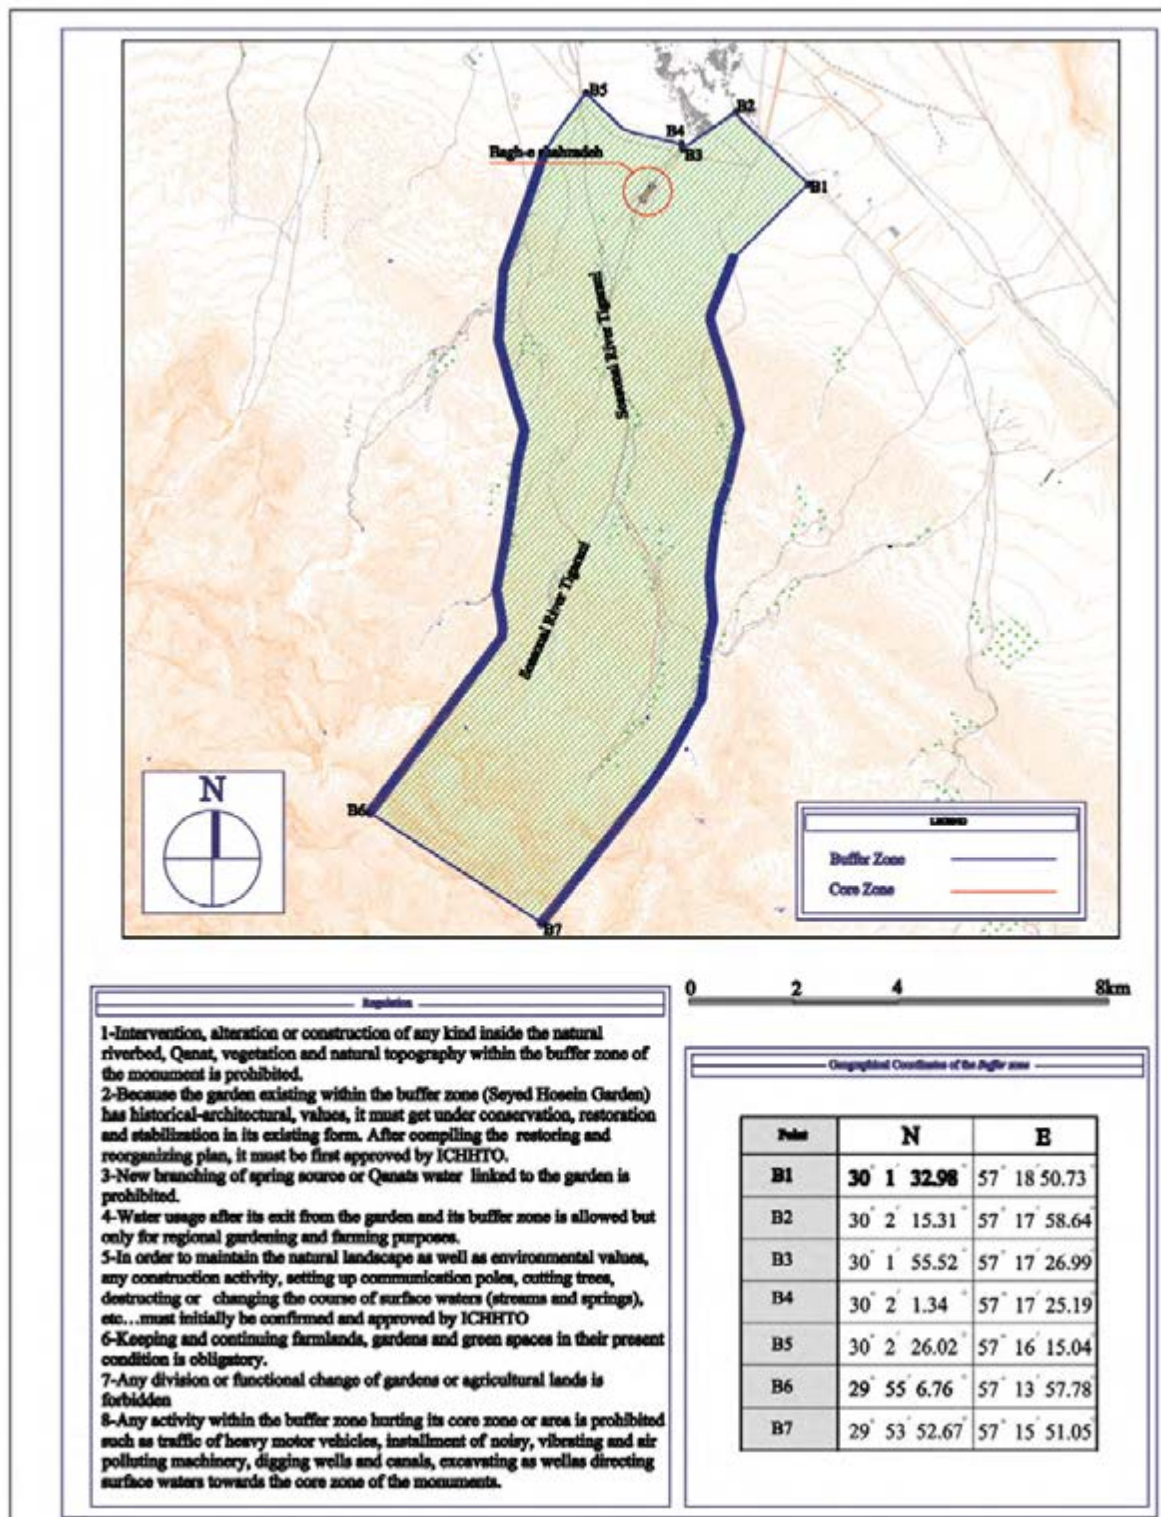 B5
B2
B4
B3
Bagh-e shahzadeh
B1
Seasonal River Tigarani
Seasonal River Tigarani
N
B6
B7
LEGEND
Buffer Zone
Core Zone
0 2 4 8km
Regulation
1-Intervention, alteration or construction of any kind inside the natural
riverbed, Qanat, vegetation and natural topography within the buffer zone of
the monument is prohibited.
2-Because the garden existing within the buffer zone (Seyed Hosein Garden)
has historical-architectural, values, it must get under conservation, restoration
and stabilization in its existing form. After compiling the restoring and
reorganizing plan, it must be first approved by ICHHTO.
3-New branching of spring source or Qanats water linked to the garden is
prohibited.
4-Water usage after its exit from the garden and its buffer zone is allowed but
only for regional gardening and farming purposes.
5-In order to maintain the natural landscape as well as environmental values,
any construction activity, setting up communication poles, cutting trees,
destructing or changing the course of surface waters (streams and springs),
etc...must initially be confirmed and approved by ICHHTO
6-Keeping and continuing farmlands, gardens and green spaces in their present
condition is obligatory.
7-Any division or functional change of gardens or agricultural lands is
forbidden
8-Any activity within the buffer zone hurting its core zone or area is prohibited
such as traffic of heavy motor vehicles, installment of noisy, vibrating and air
polluting machinery, digging wells and canals, excavating as wellas directing
surface waters towards the core zone of the monuments.
Geographical Coordinates of the Buffer zone
Point N E
B1 30° 1' 32.98" 57° 18' 50.73"
B2 30° 2' 15.31" 57° 17' 58.64"
B3 30° 1' 55.52" 57° 17' 26.99"
B4 30° 2' 1.34" 57° 17' 25.19"
B5 30° 2' 26.02" 57° 16' 15.04"
B6 29° 55' 6.76" 57° 13' 57.78"
B7 29° 53' 52.67" 57° 15' 51.05"